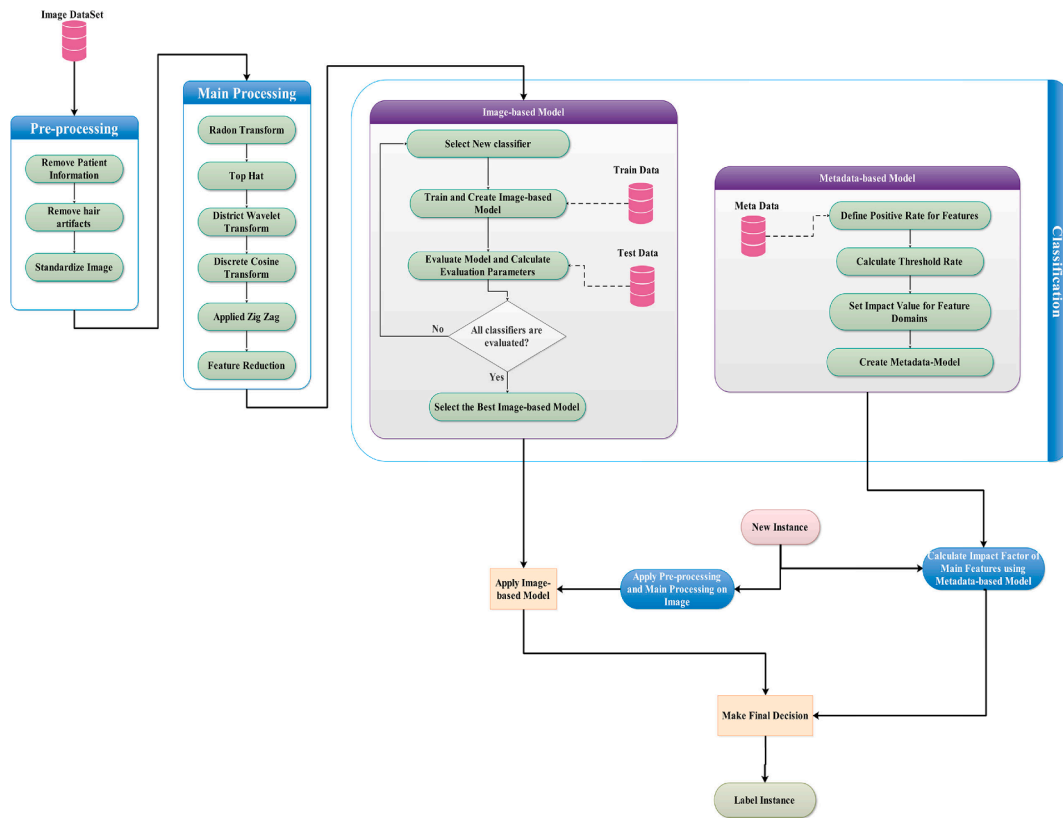 Image DataSet
Pre-processing
Remove Patient
Information
Remove hair
artifacts
Standardize Image
Main Processing
Radon Transform
Top Hat
District Wavelet
Transform
Discrete Cosine
Transform
Applied Zig Zag
Feature Reduction
Image-based Model
Select New classifier
Train Data
Train and Create Image-based
Model
Test Data
Evaluate Model and Calculate
Evaluation Parameters
No
All classifiers are
evaluated?
Yes
Select the Best Image-based Model
Metadata-based Model
Meta Data
Define Positive Rate for Features
Calculate Threshold Rate
Set Impact Value for Feature
Domains
Create Metadata-Model
Classification
New Instance
Apply Image-
based Model
Apply Pre-processing
and Main Processing on
Image
Calculate Impact Factor of
Main Features using
Metadata-based Model
Make Final Decision
Label Instance